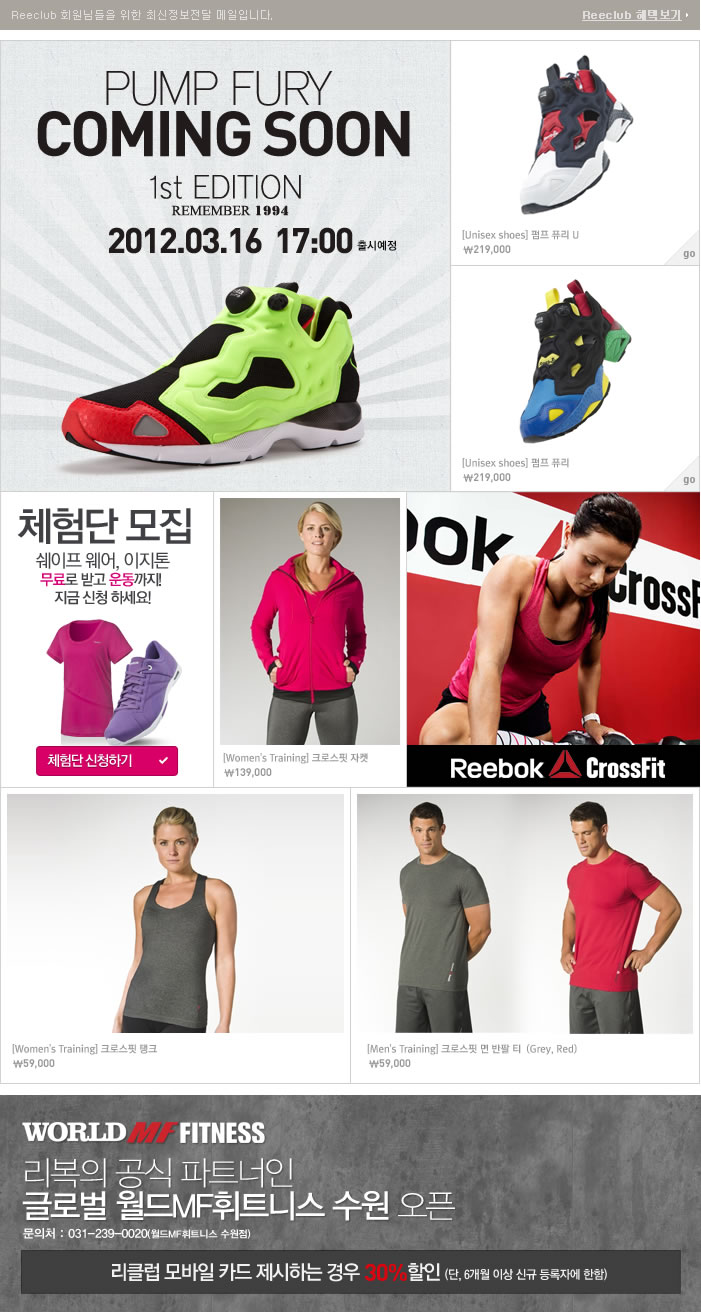 Reeclub 회원님들을 위한 최신정보전달 메일입니다.
Reeclub 혜택보기
PUMP FURY
COMING SOON
1st EDITION
REMEMBER 1994
2012.03.16 17:00 출시예정
[Unisex shoes] 펌프 퓨리 U
₩219,000
go
[Unisex shoes] 펌프 퓨리
₩219,000
go
체험단 모집
쉐이프 웨어, 이지톤
무료로 받고 운동까지!
지금 신청 하세요!
체험단 신청하기
[Women's Training] 크로스핏 자켓
₩139,000
ok
CrossF
Reebok CrossFit
[Women's Training] 크로스핏 탱크
₩59,000
[Men's Training] 크로스핏 면 반팔 티 (Grey, Red)
₩59,000
WORLD MF FITNESS
리복의 공식 파트너인
글로벌 월드MF휘트니스 수원 오픈
문의처 : 031-239-0020(월드MF휘트니스 수원점)
리클럽 모바일 카드 제시하는 경우 30%할인 (단, 6개월 이상 신규 등록자에 한함)